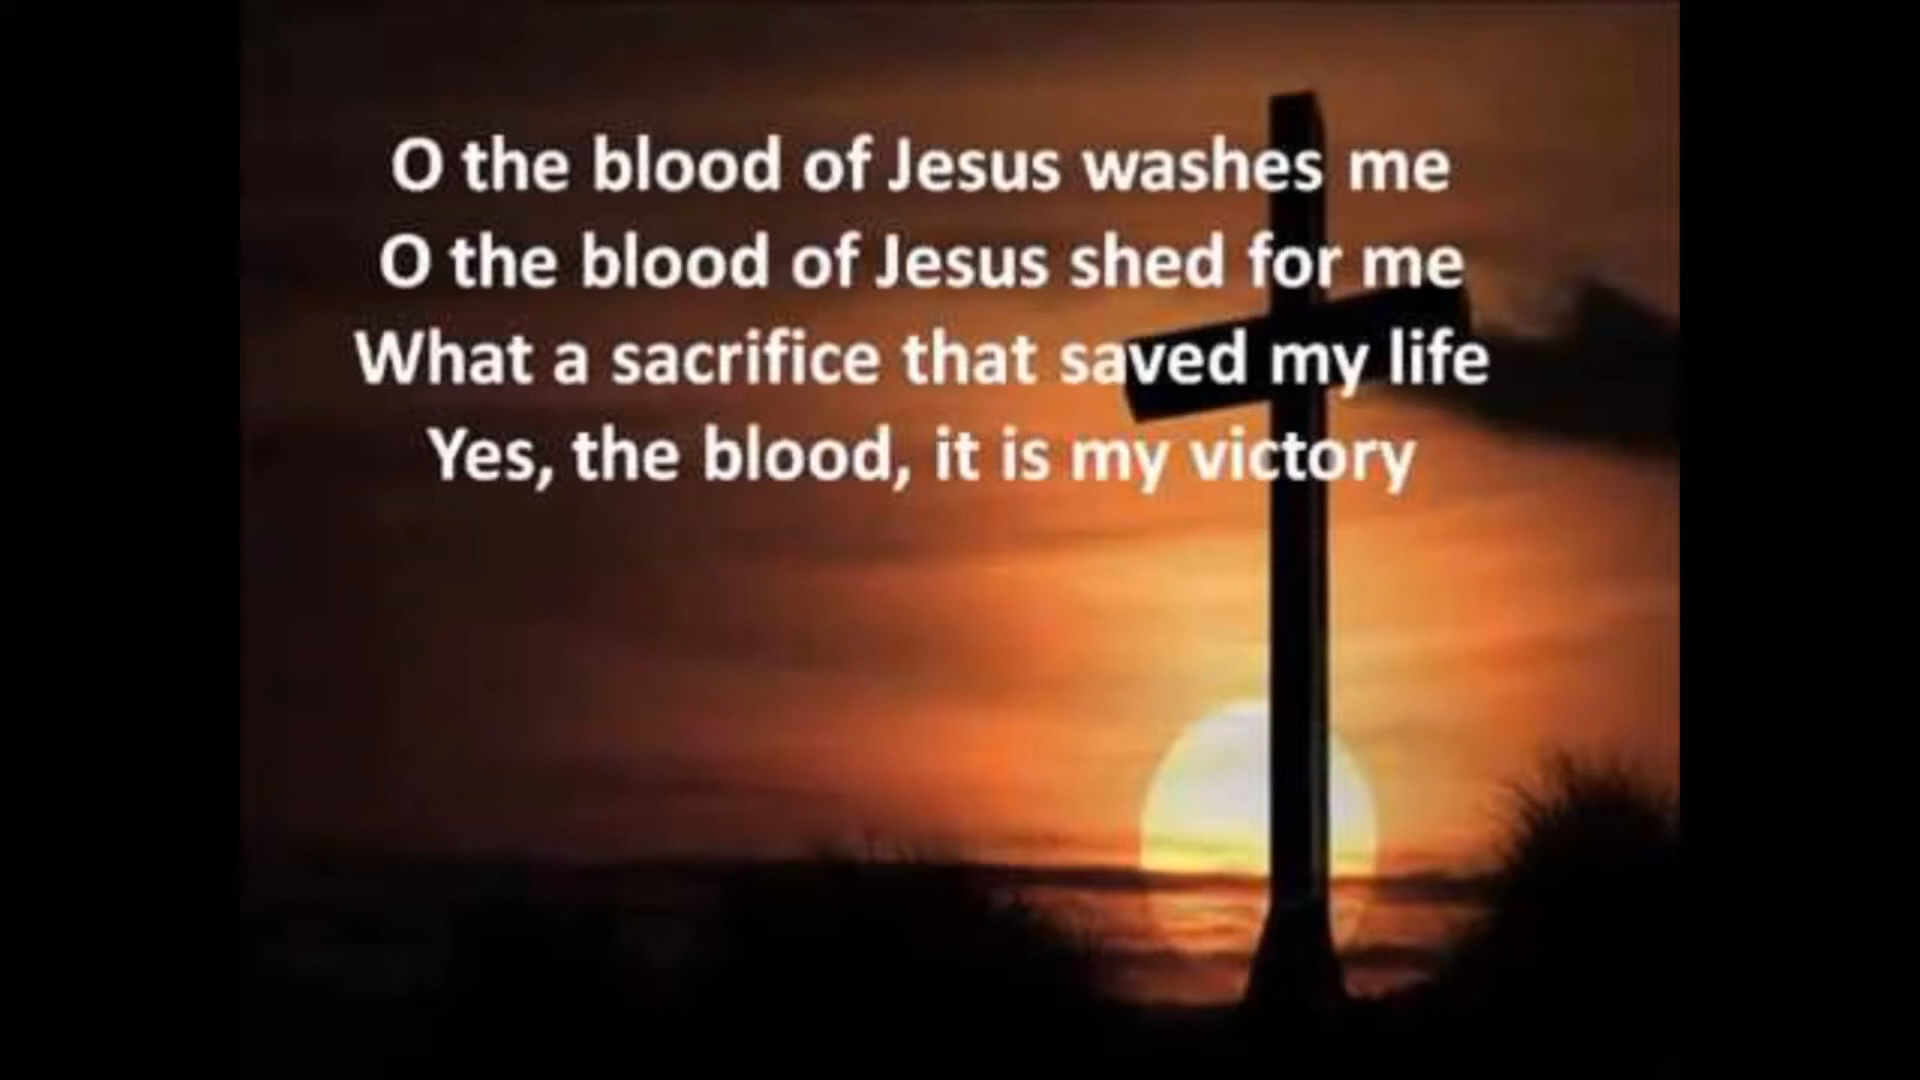 O the blood of Jesus washes me
O the blood of Jesus shed for me
What a sacrifice that saved my life
Yes, the blood, it is my victory